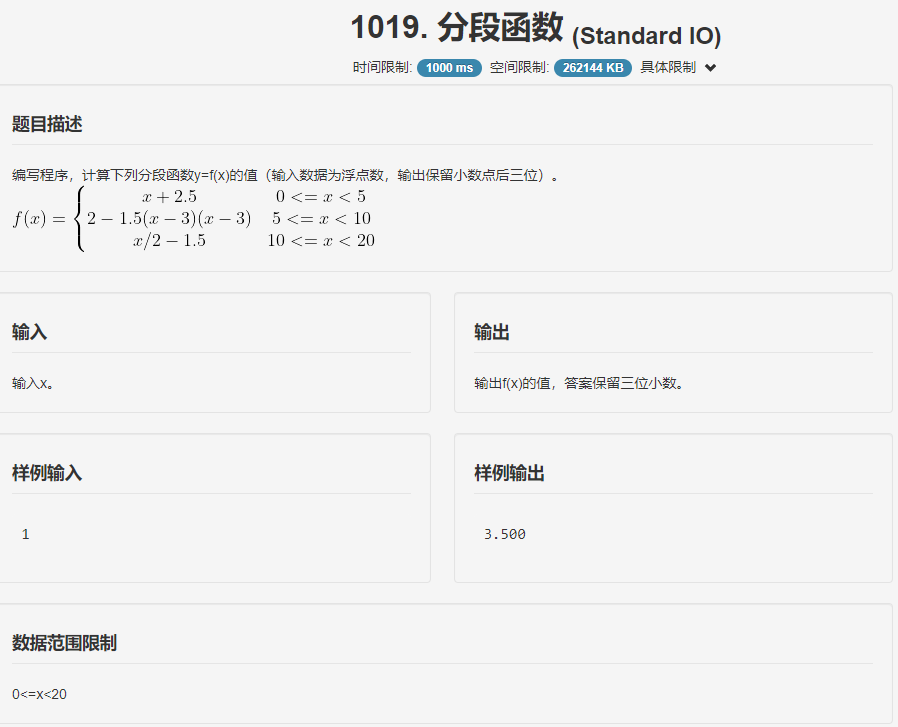 1019. 分段函数 (Standard IO)
时间限制: 1000 ms 空间限制: 262144 KB 具体限制
题目描述
编写程序，计算下列分段函数y=f(x)的值（输入数据为浮点数，输出保留小数点后三位）。
x + 2.5 0 <= x < 5
f(x) = { 2 − 1.5(x − 3)(x − 3) 5 <= x < 10
x/2 − 1.5 10 <= x < 20
输入
输入x。
输出
输出f(x)的值，答案保留三位小数。
样例输入
1
样例输出
3.500
数据范围限制
0<=x<20